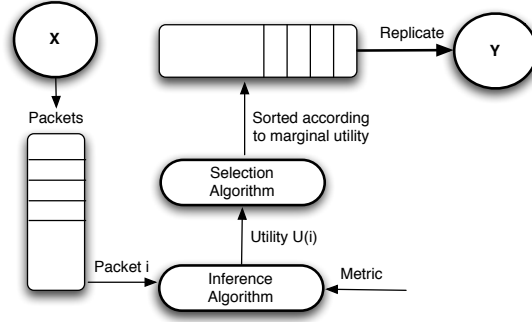 X
Packets
Replicate
Y
Sorted according
to marginal utility
Selection
Algorithm
Utility U(i)
Packet i
Inference
Algorithm
Metric